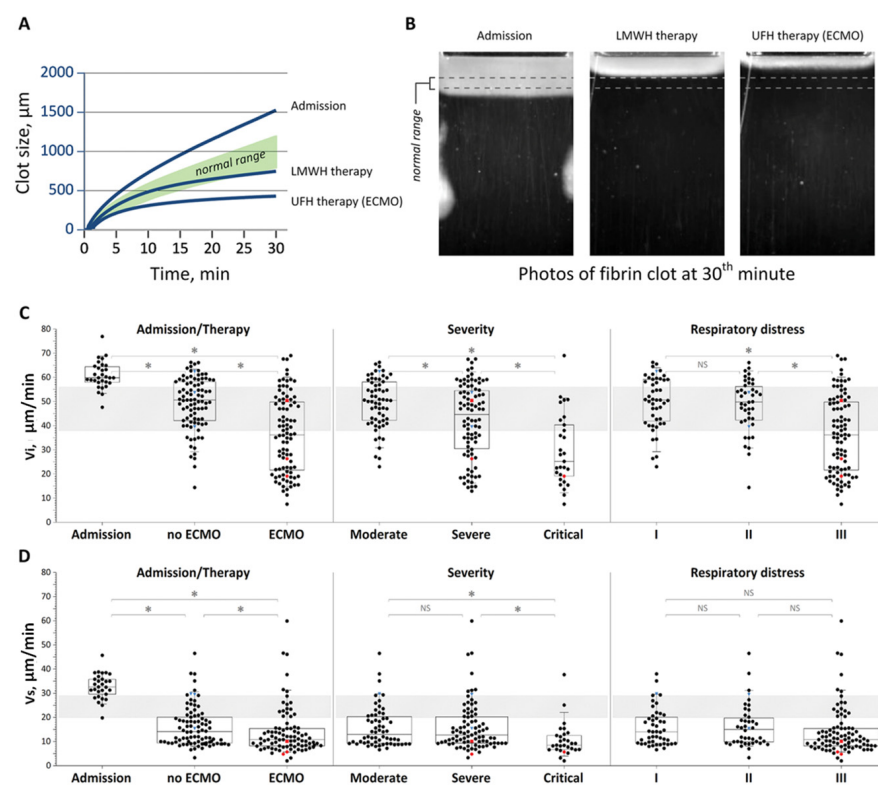 A
Clot size, µm
2000
1500
1000
500
0
0 5 10 15 20 25 30
Time, min
Admission
normal range
LMWH therapy
UFH therapy (ECMO)
B
Admission LMWH therapy UFH therapy (ECMO)
normal range
Photos of fibrin clot at 30th minute
C
Vi, µm/min
80
70
60
50
40
30
20
10
0
Admission/Therapy Severity Respiratory distress
* * *
* * * * NS *
Admission no ECMO ECMO Moderate Severe Critical I II III
D
Vs, µm/min
80
70
60
50
40
30
20
10
0
Admission/Therapy Severity Respiratory distress
* * NS
* * NS * NS NS
Admission no ECMO ECMO Moderate Severe Critical I II III